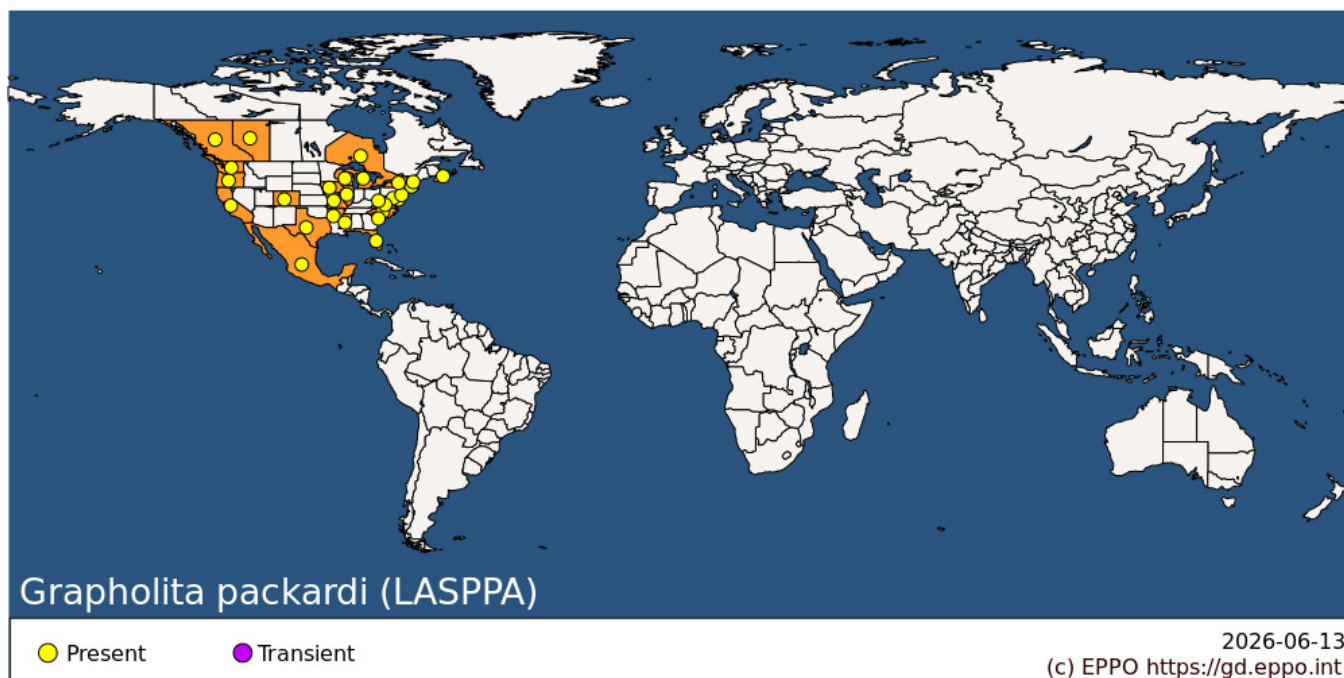 Grapholita packardi (LASPPA)
Present
Transient
2026-06-13
(c) EPPO https://gd.eppo.int